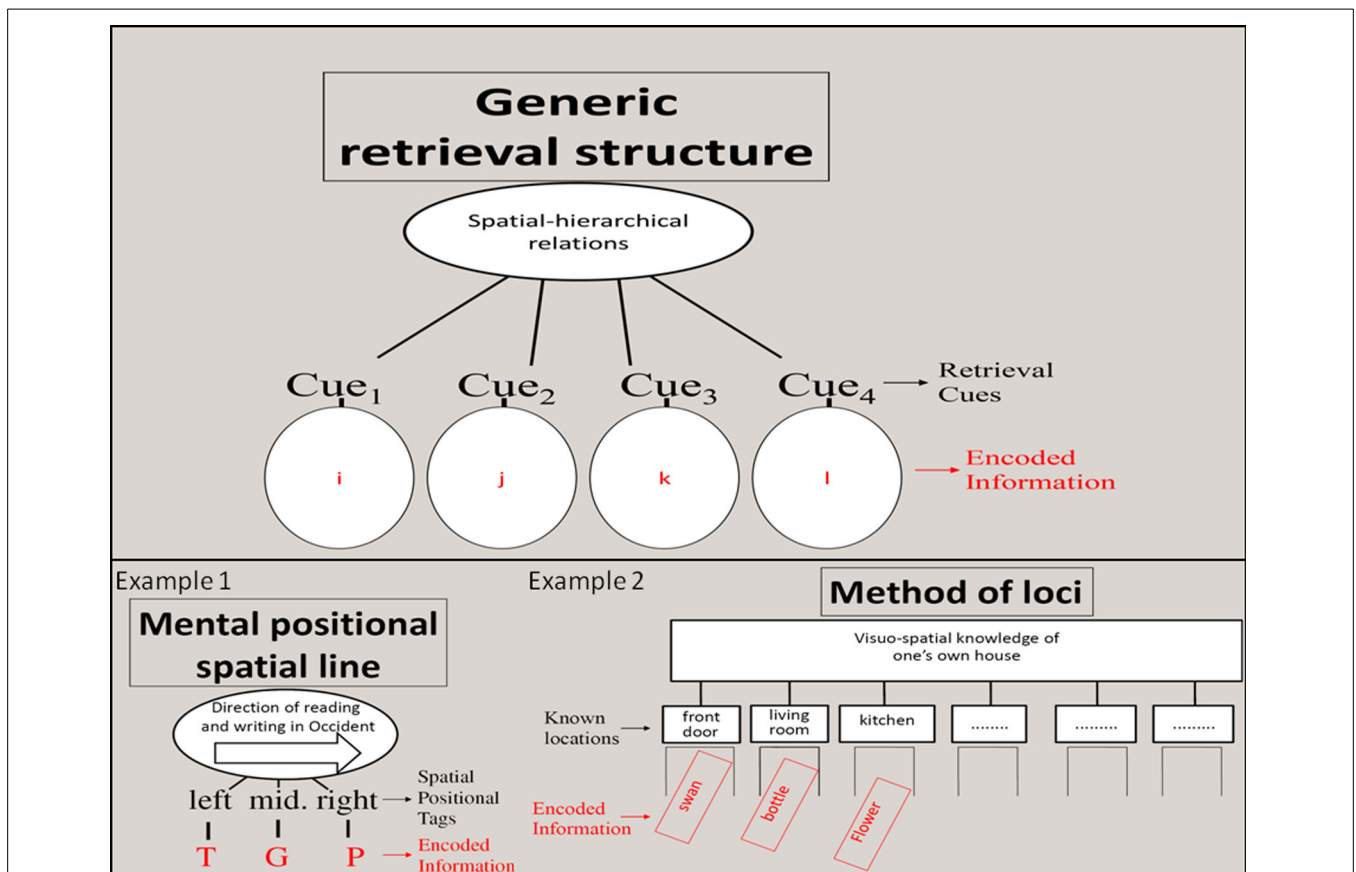 Generic
retrieval structure
Spatial-hierarchical
relations
Cue₁ Cue₂ Cue₃ Cue₄
Retrieval
Cues
i j k l
Encoded
Information
Example 1
Mental positional
spatial line
Direction of reading
and writing in Occident
left mid. right
Spatial
Positional
Tags
T G P
Encoded
Information
Example 2
Method of loci
Visuo-spatial knowledge of
one's own house
Known
locations
front
door
living
room
kitchen
........
.........
.........
Encoded
Information
swan
bottle
Flower